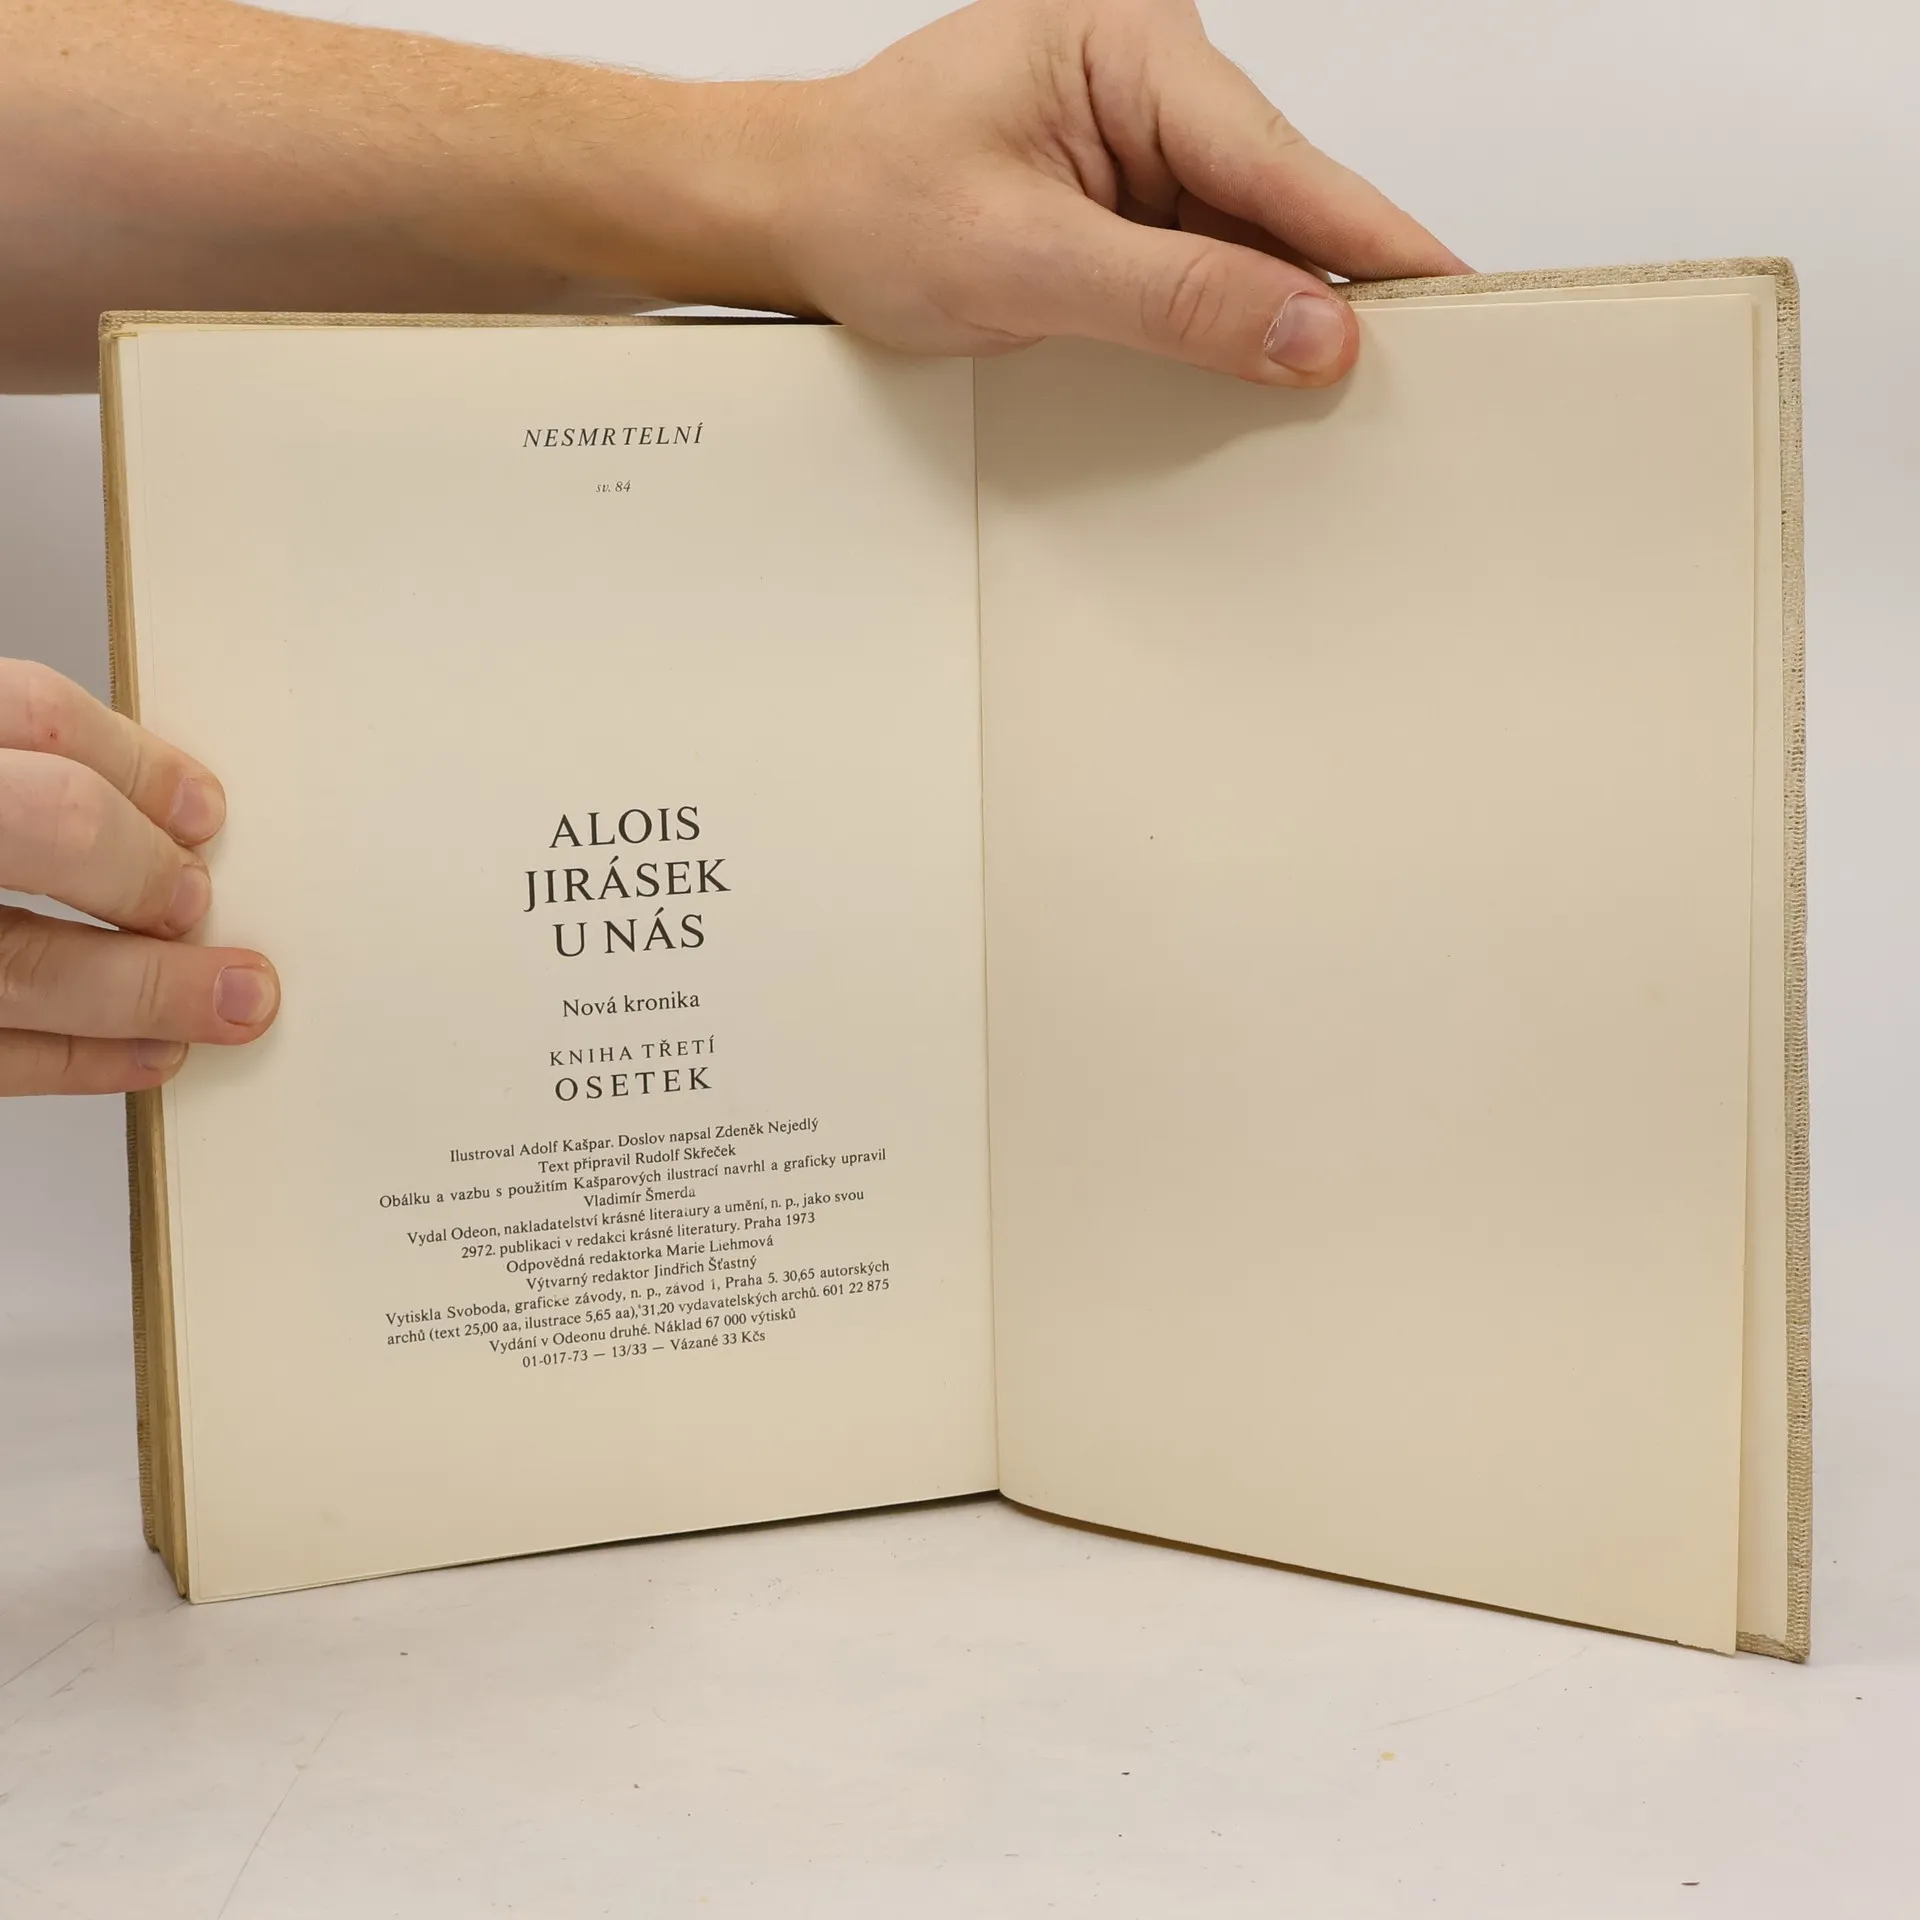 NESMRTELNÍ
sv. 84
ALOIS
JIRÁSEK
U NÁS
Nová kronika
KNIHA TŘETÍ
OSETEK
Ilustroval Adolf Kašpar. Doslov napsal Zdeněk Nejedlý
Text připravil Rudolf Skřeček
Obálku a vazbu s použitím Kašparových ilustrací navrhl a graficky upravil
Vladimír Šmerda
Vydal Odeon, nakladatelství krásné literatury a umění, n. p., jako svou
2972. publikaci v redakci krásné literatury. Praha 1973
Odpovědná redaktorka Marie Liehmová
Výtvarný redaktor Jindřich Šťastný
Vytiskla Svoboda, grafické závody, n. p., závod 1, Praha 5. 30,65 autorských
archů (text 25,00 aa, ilustrace 5,65 aa), 31,20 vydavatelských archů. 601 22 875
Vydání v Odeonu druhé. Náklad 67 000 výtisků
01-017-73 — 13/33 — Vázané 33 Kčs